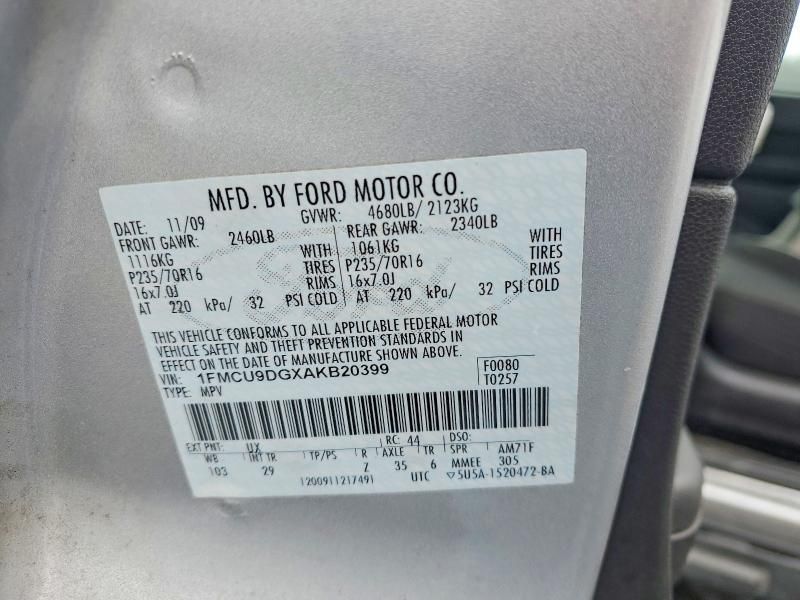 MFD. BY FORD MOTOR CO.
DATE: 11/09 GVWR: 4680LB/ 2123KG
FRONT GAWR: 2460LB REAR GAWR: 2340LB
1116KG WITH 1061KG WITH
P235/70R16 TIRES P235/70R16 TIRES
16x7.0J RIMS 16x7.0J RIMS
AT 220 kPa/ 32 PSI COLD AT 220 kPa/ 32 PSI COLD
THIS VEHICLE CONFORMS TO ALL APPLICABLE FEDERAL MOTOR
VEHICLE SAFETY AND THEFT PREVENTION STANDARDS IN
EFFECT ON THE DATE OF MANUFACTURE SHOWN ABOVE.
VIN: 1FMCU9DGXAKB20399 F0080
TYPE: MPV T0257
EXT PNT: UX RC: 44 DSO:
WB INT TR TP/PS R AXLE TR SPR AM71F
103 29 Z 35 6 MMEE 305
1200911217491 UTC 5U5A-1520472-BA
Ford